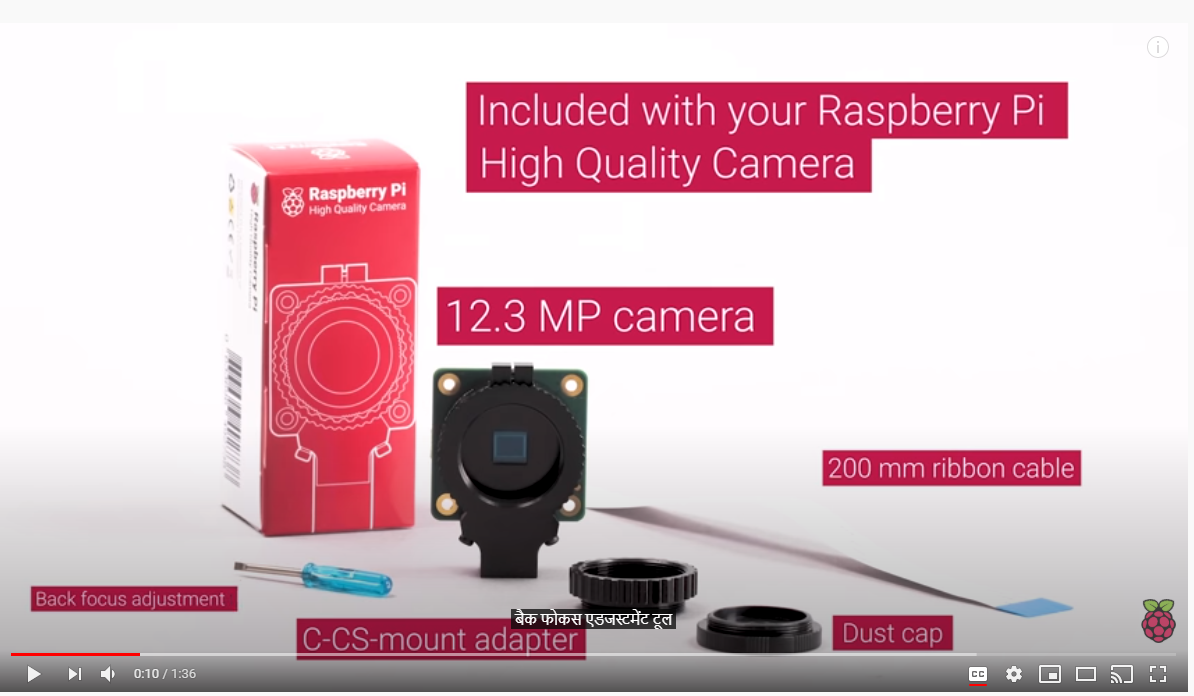 Included with your Raspberry Pi
High Quality Camera
Raspberry Pi
High Quality Camera
Raspberry Pi
12.3 MP camera
200 mm ribbon cable
Back focus adjustment
बैक फोकस एडजस्टमेंट टूल
C-CS-mount adapter
Dust cap
0:10 / 1:36
CC